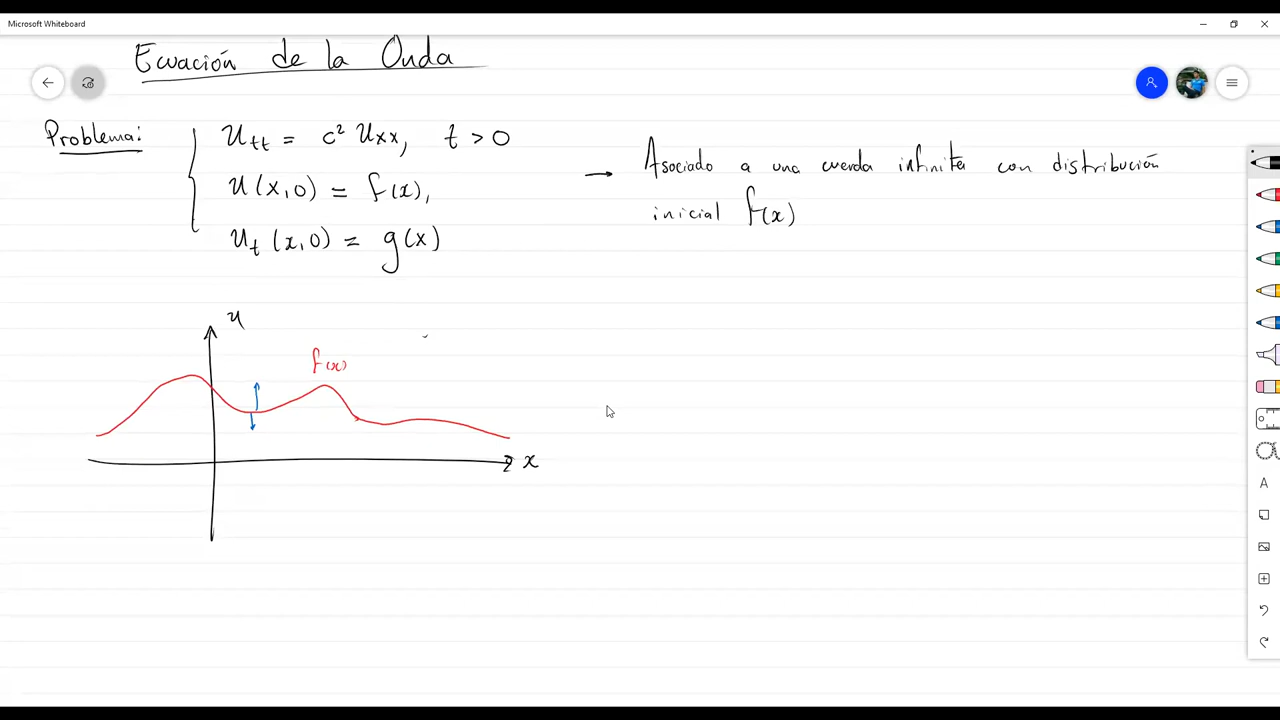 Microsoft Whiteboard
Ecuación de la Onda
Problema:
u_tt = c² u_xx, t > 0
u(x,0) = f(x),
u_t(x,0) = g(x)
→ Asociado a una cuerda infinita con distribución
inicial f(x)
u
f(x)
x
A